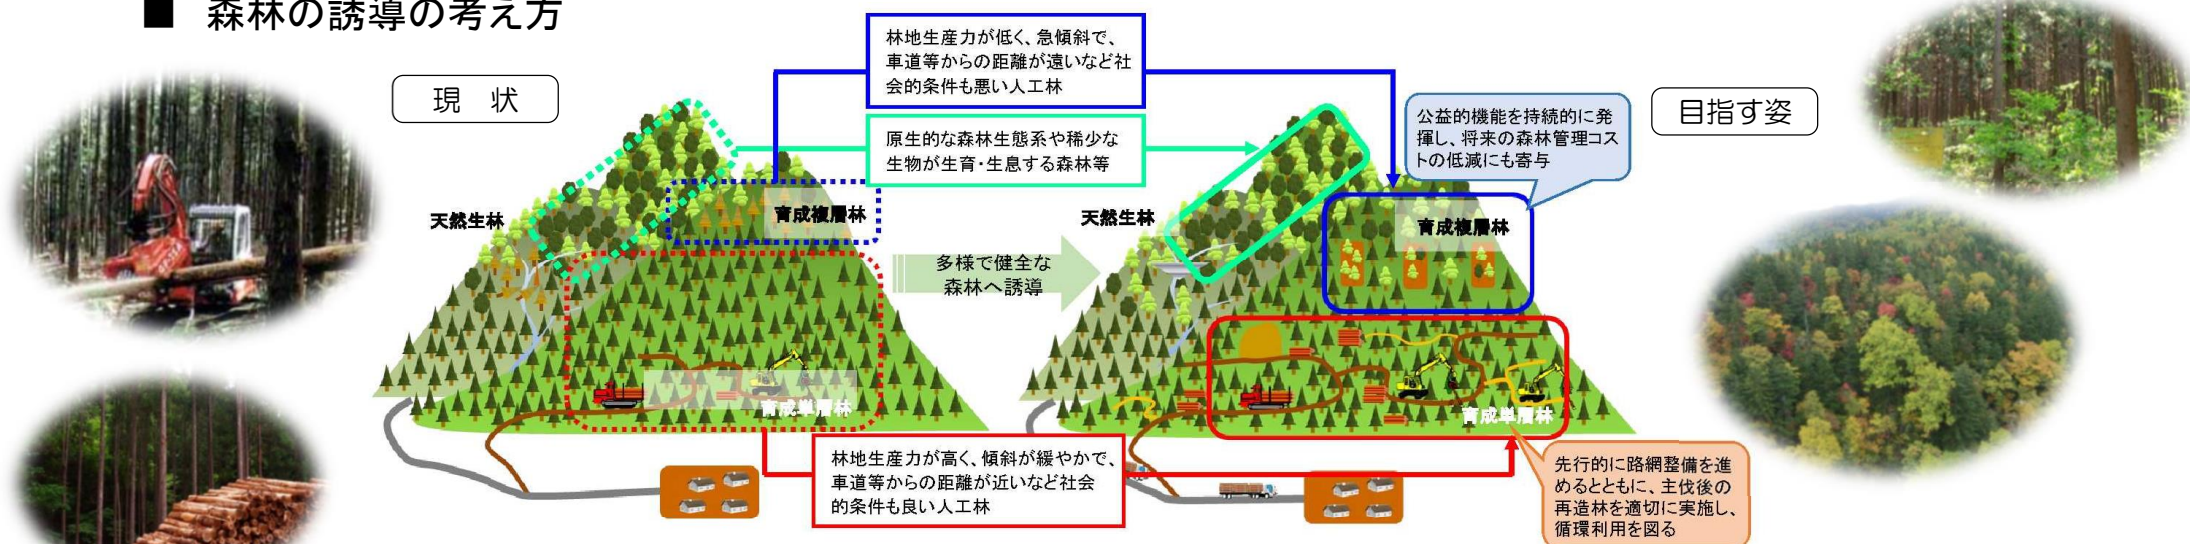 ■ 森林の誘導の考え方
現 状
林地生産力が低く、急傾斜で、
車道等からの距離が遠いなど社
会的条件も悪い人工林
原生的な森林生態系や稀少な
生物が生育・生息する森林等
公益的機能を持続的に発
揮し、将来の森林管理コス
トの低減にも寄与
目指す姿
天然生林
育成複層林
多様で健全な
森林へ誘導
天然生林
育成複層林
育成単層林
育成単層林
林地生産力が高く、傾斜が緩やかで、
車道等からの距離が近いなど社会
的条件も良い人工林
先行的に路網整備を進
めるとともに、主伐後の
再造林を適切に実施し、
循環利用を図る